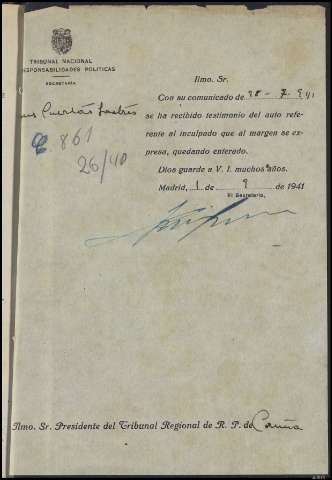 TRIBUNAL NACIONAL
RESPONSABILIDADES POLITICAS
SECRETARÍA
Ilmo. Sr.
Con su comunicado de 28-7-941
se ha recibido testimonio del auto refe-
rente al inculpado que al margen se ex-
presa, quedando enterado.
Dios guarde a V. I. muchos años.
Madrid, 1 de 9 de 1941
El Secretario,
C. 861
26/40
Ilmo. Sr. Presidente del Tribunal Regional de R. P. de Coruña